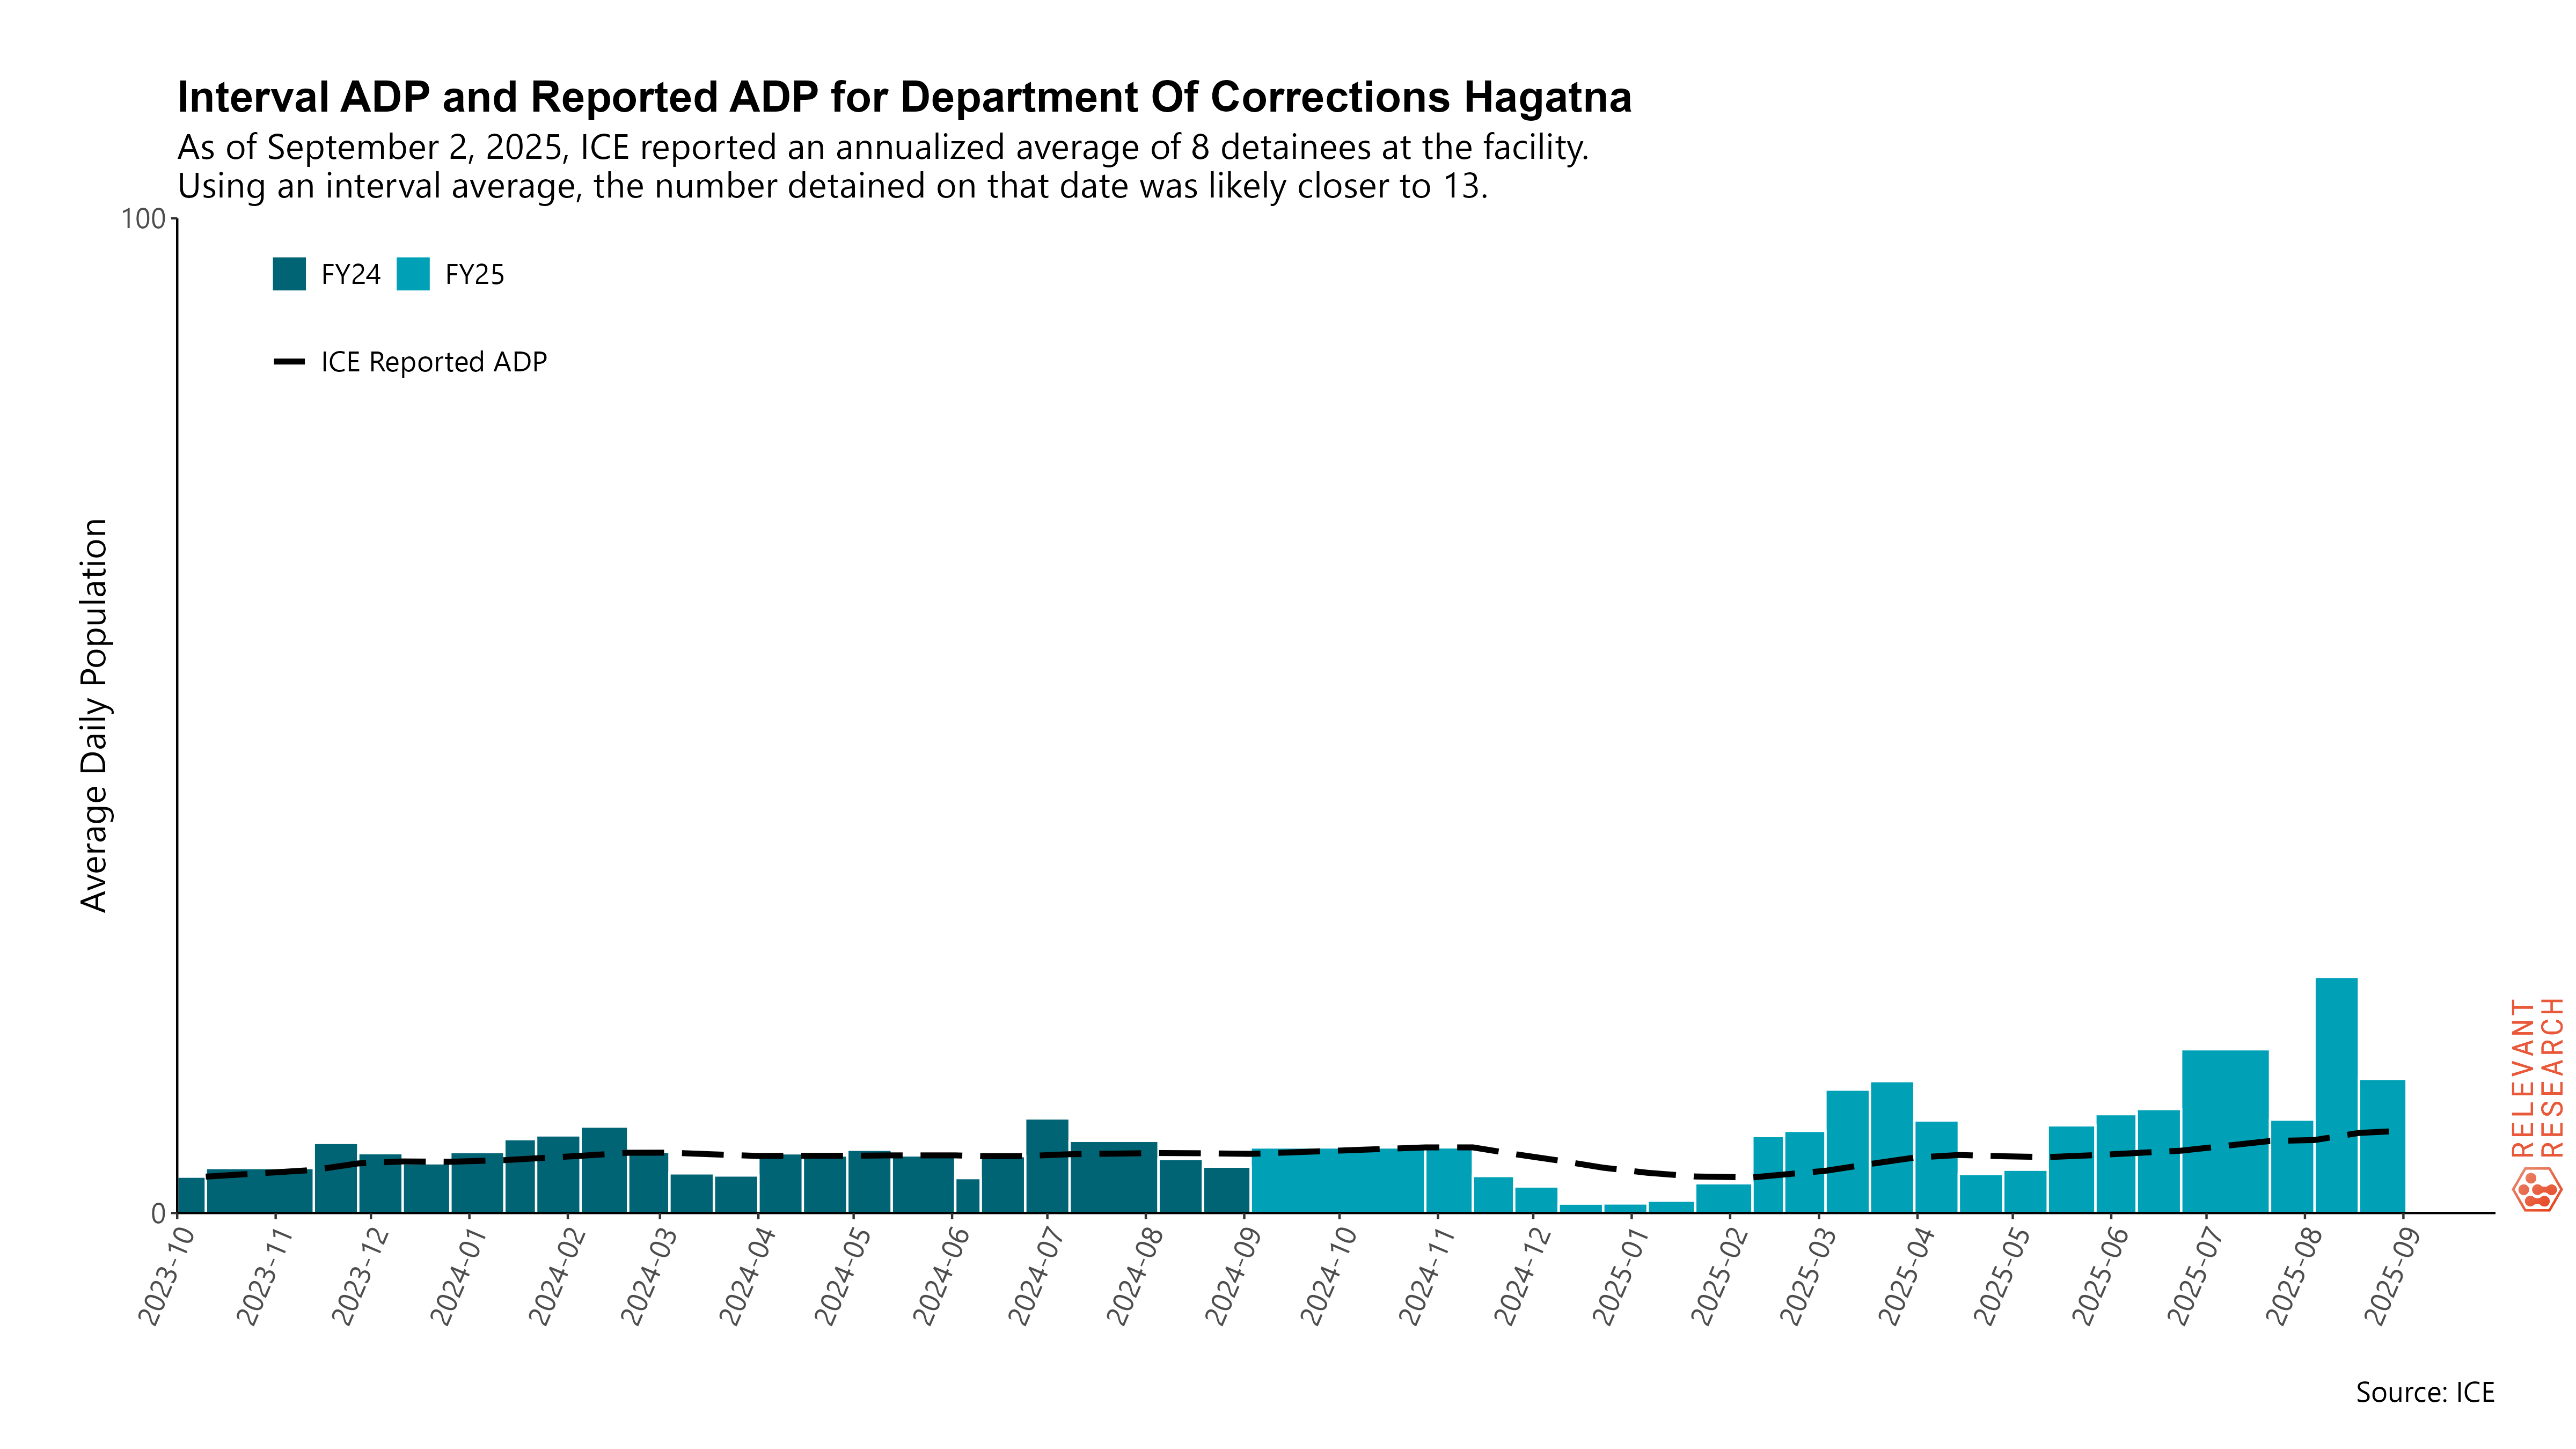 Interval ADP and Reported ADP for Department Of Corrections Hagatna
As of September 2, 2025, ICE reported an annualized average of 8 detainees at the facility.
Using an interval average, the number detained on that date was likely closer to 13.
100
FY24 FY25
ICE Reported ADP
Average Daily Population
0
2023-10
2023-11
2023-12
2024-01
2024-02
2024-03
2024-04
2024-05
2024-06
2024-07
2024-08
2024-09
2024-10
2024-11
2024-12
2025-01
2025-02
2025-03
2025-04
2025-05
2025-06
2025-07
2025-08
2025-09
RELEVANT
RESEARCH
Source: ICE